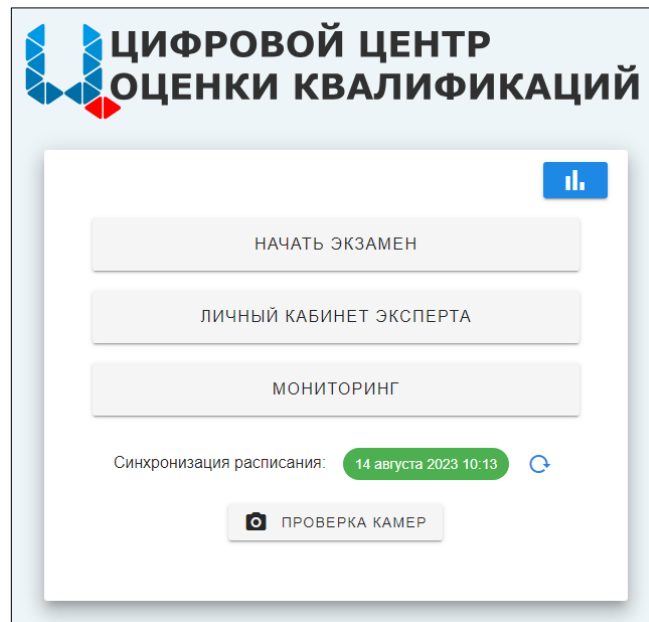 ЦИФРОВОЙ ЦЕНТР
ОЦЕНКИ КВАЛИФИКАЦИЙ
НАЧАТЬ ЭКЗАМЕН
ЛИЧНЫЙ КАБИНЕТ ЭКСПЕРТА
МОНИТОРИНГ
Синхронизация расписания: 14 августа 2023 10:13
ПРОВЕРКА КАМЕР